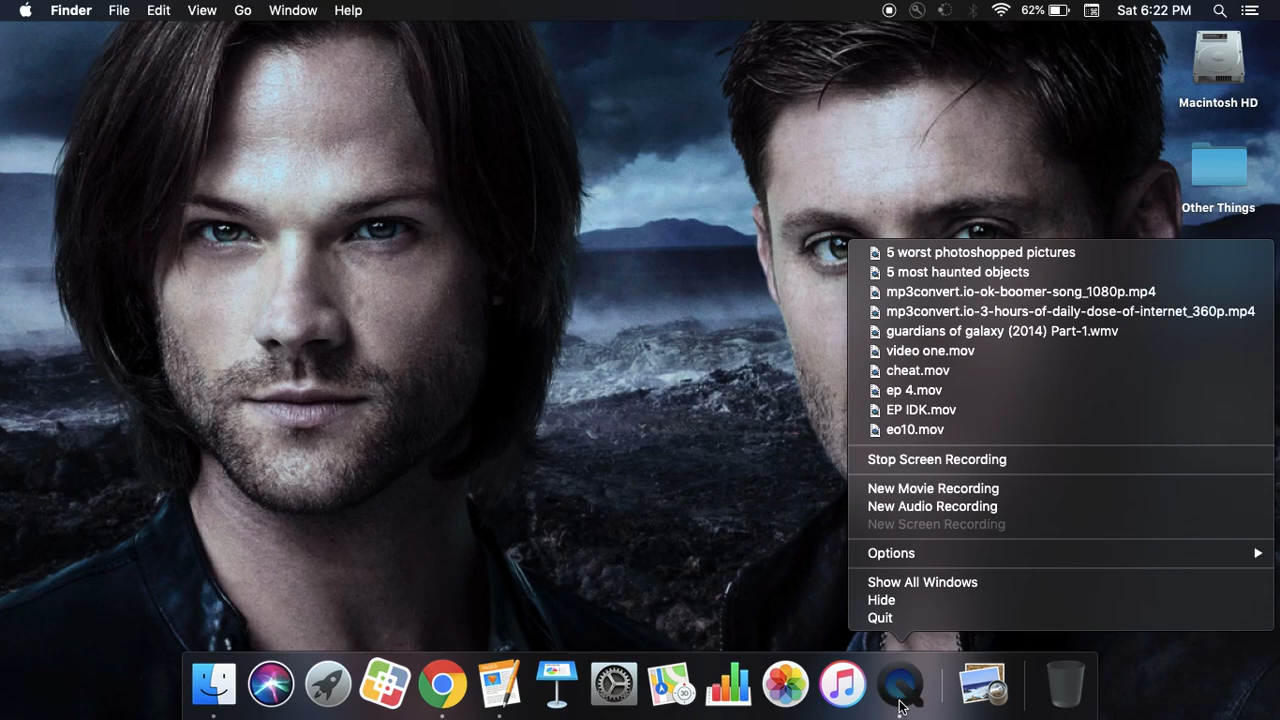 Finder File Edit View Go Window Help 62% Sat 6:22 PM
Macintosh HD
Other Things
5 worst photoshopped pictures
5 most haunted objects
mp3convert.io-ok-boomer-song_1080p.mp4
mp3convert.io-3-hours-of-daily-dose-of-internet_360p.mp4
guardians of galaxy (2014) Part-1.wmv
video one.mov
cheat.mov
ep 4.mov
EP IDK.mov
eo10.mov
Stop Screen Recording
New Movie Recording
New Audio Recording
New Screen Recording
Options
Show All Windows
Hide
Quit